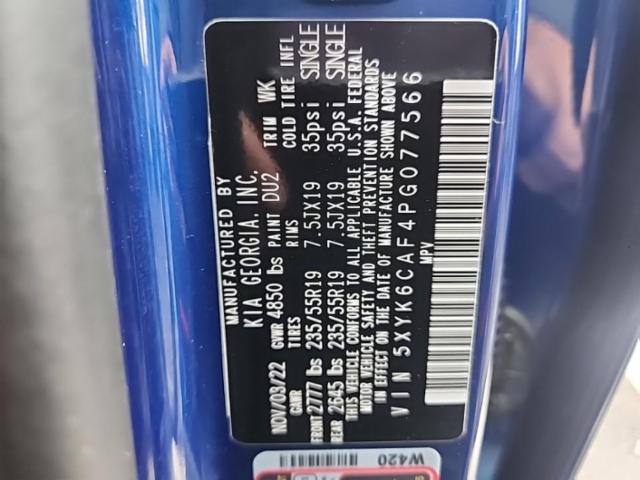 MANUFACTURED BY
KIA GEORGIA, INC.
NOV/03/22 GVWR 4850 lbs PAINT DU2 TRIM WK
GAWR TIRES RIMS COLD TIRE INFL
FRONT 2777 lbs 235/55R19 7.5JX19 35psi SINGLE
REAR 2645 lbs 235/55R19 7.5JX19 35psi SINGLE
THIS VEHICLE CONFORMS TO ALL APPLICABLE U.S.A. FEDERAL
MOTOR VEHICLE SAFETY AND THEFT PREVENTION STANDARDS
IN EFFECT ON THE DATE OF MANUFACTURE SHOWN ABOVE
VIN 5XYK6CAF4PG077566
MPV
W420